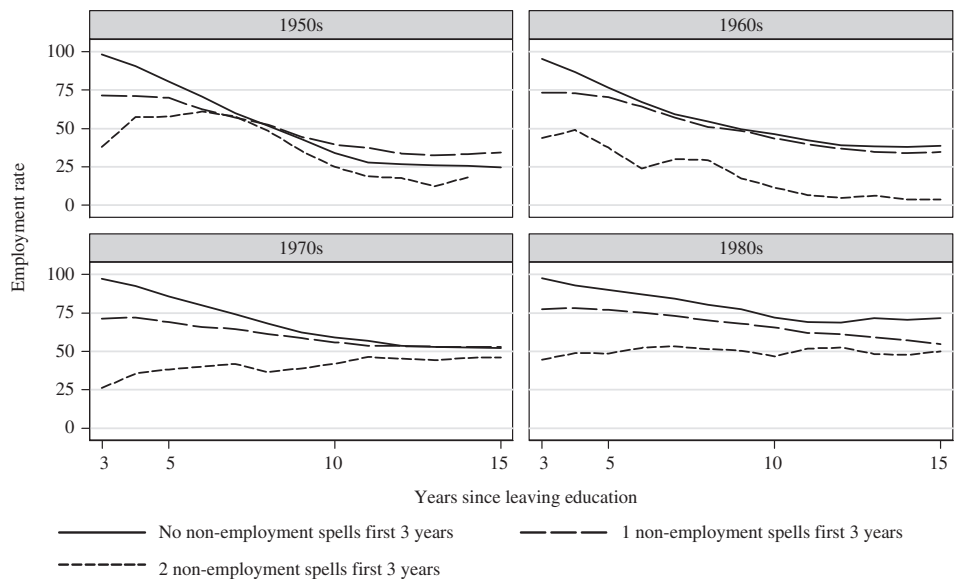 1950s
1960s
100
75
50
25
0
1970s
1980s
100
75
50
25
0
3
5
10
15
3
5
10
15
Employment rate
Years since leaving education
No non-employment spells first 3 years
1 non-employment spells first 3 years
2 non-employment spells first 3 years